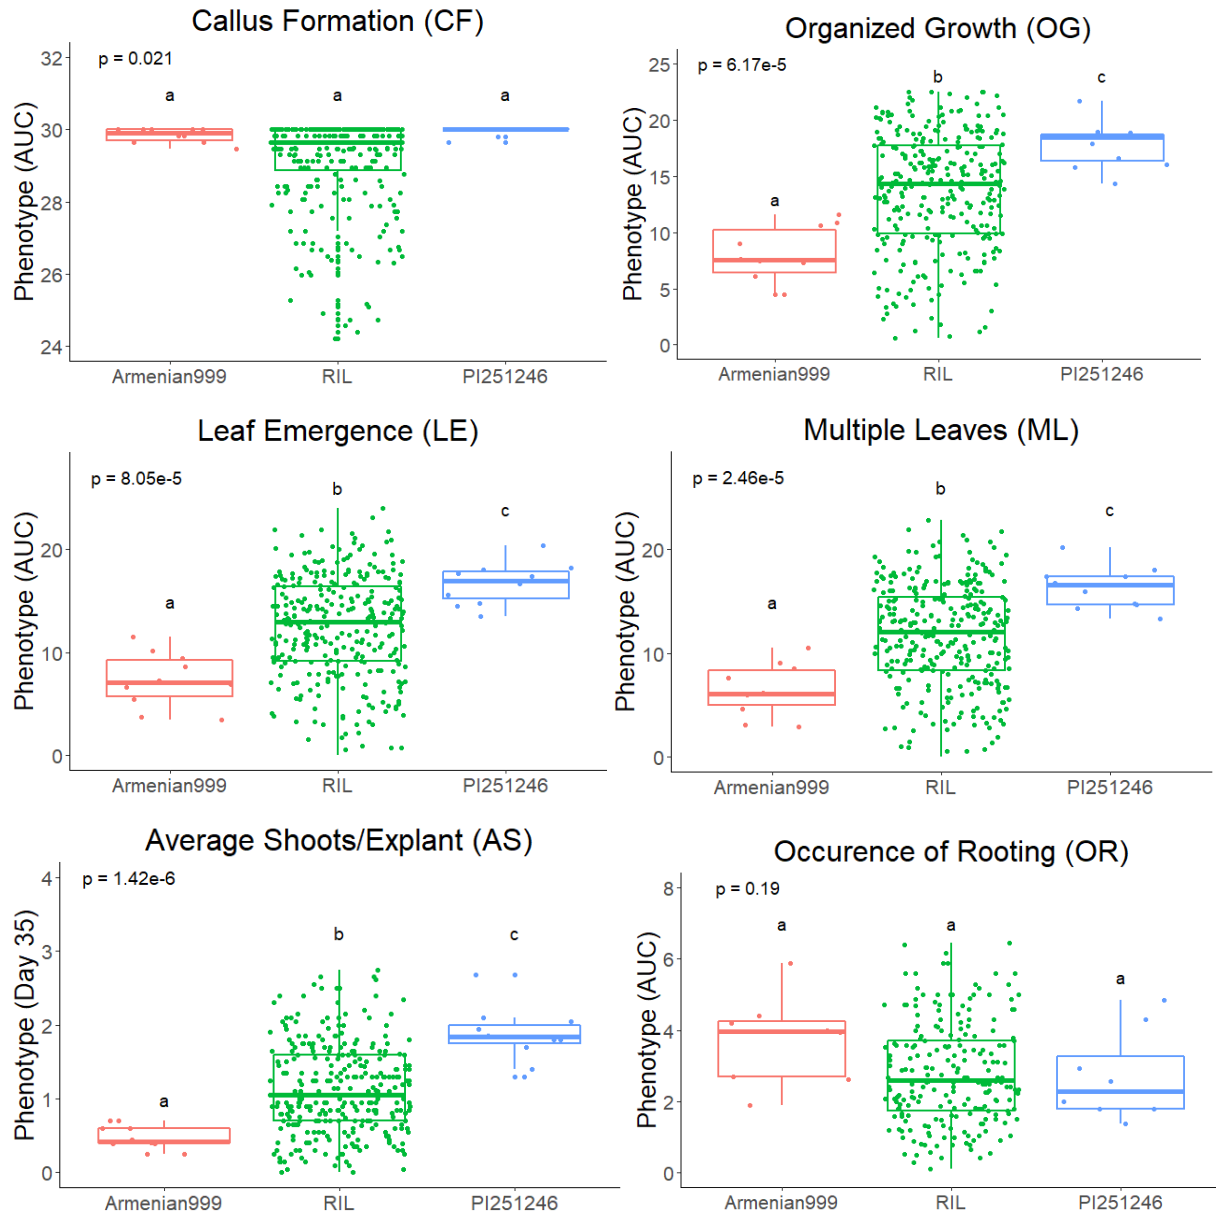 Callus Formation (CF)
p = 0.021
a a a
Phenotype (AUC)
32
30
28
26
24
Armenian999 RIL PI251246
Organized Growth (OG)
p = 6.17e-5
a b c
Phenotype (AUC)
25
20
15
10
5
0
Armenian999 RIL PI251246
Leaf Emergence (LE)
p = 8.05e-5
a b c
Phenotype (AUC)
20
10
0
Armenian999 RIL PI251246
Multiple Leaves (ML)
p = 2.46e-5
a b c
Phenotype (AUC)
20
10
0
Armenian999 RIL PI251246
Average Shoots/Explant (AS)
p = 1.42e-6
a b c
Phenotype (Day 35)
4
3
2
1
0
Armenian999 RIL PI251246
Occurence of Rooting (OR)
p = 0.19
a a a
Phenotype (AUC)
8
6
4
2
0
Armenian999 RIL PI251246